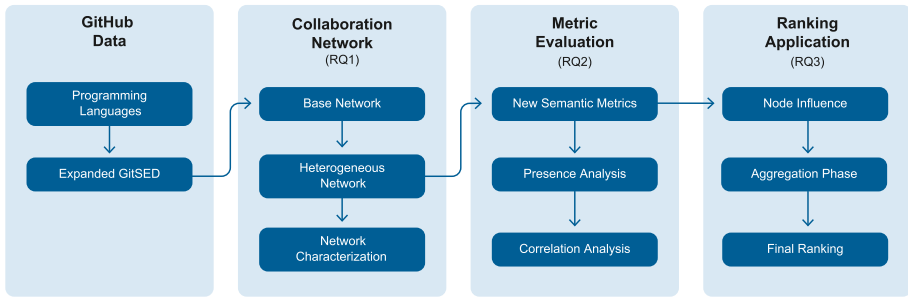 GitHub
Data
Programming
Languages
Expanded GitSED
Collaboration
Network
(RQ1)
Base Network
Heterogeneous
Network
Network
Characterization
Metric
Evaluation
(RQ2)
New Semantic Metrics
Presence Analysis
Correlation Analysis
Ranking
Application
(RQ3)
Node Influence
Aggregation Phase
Final Ranking